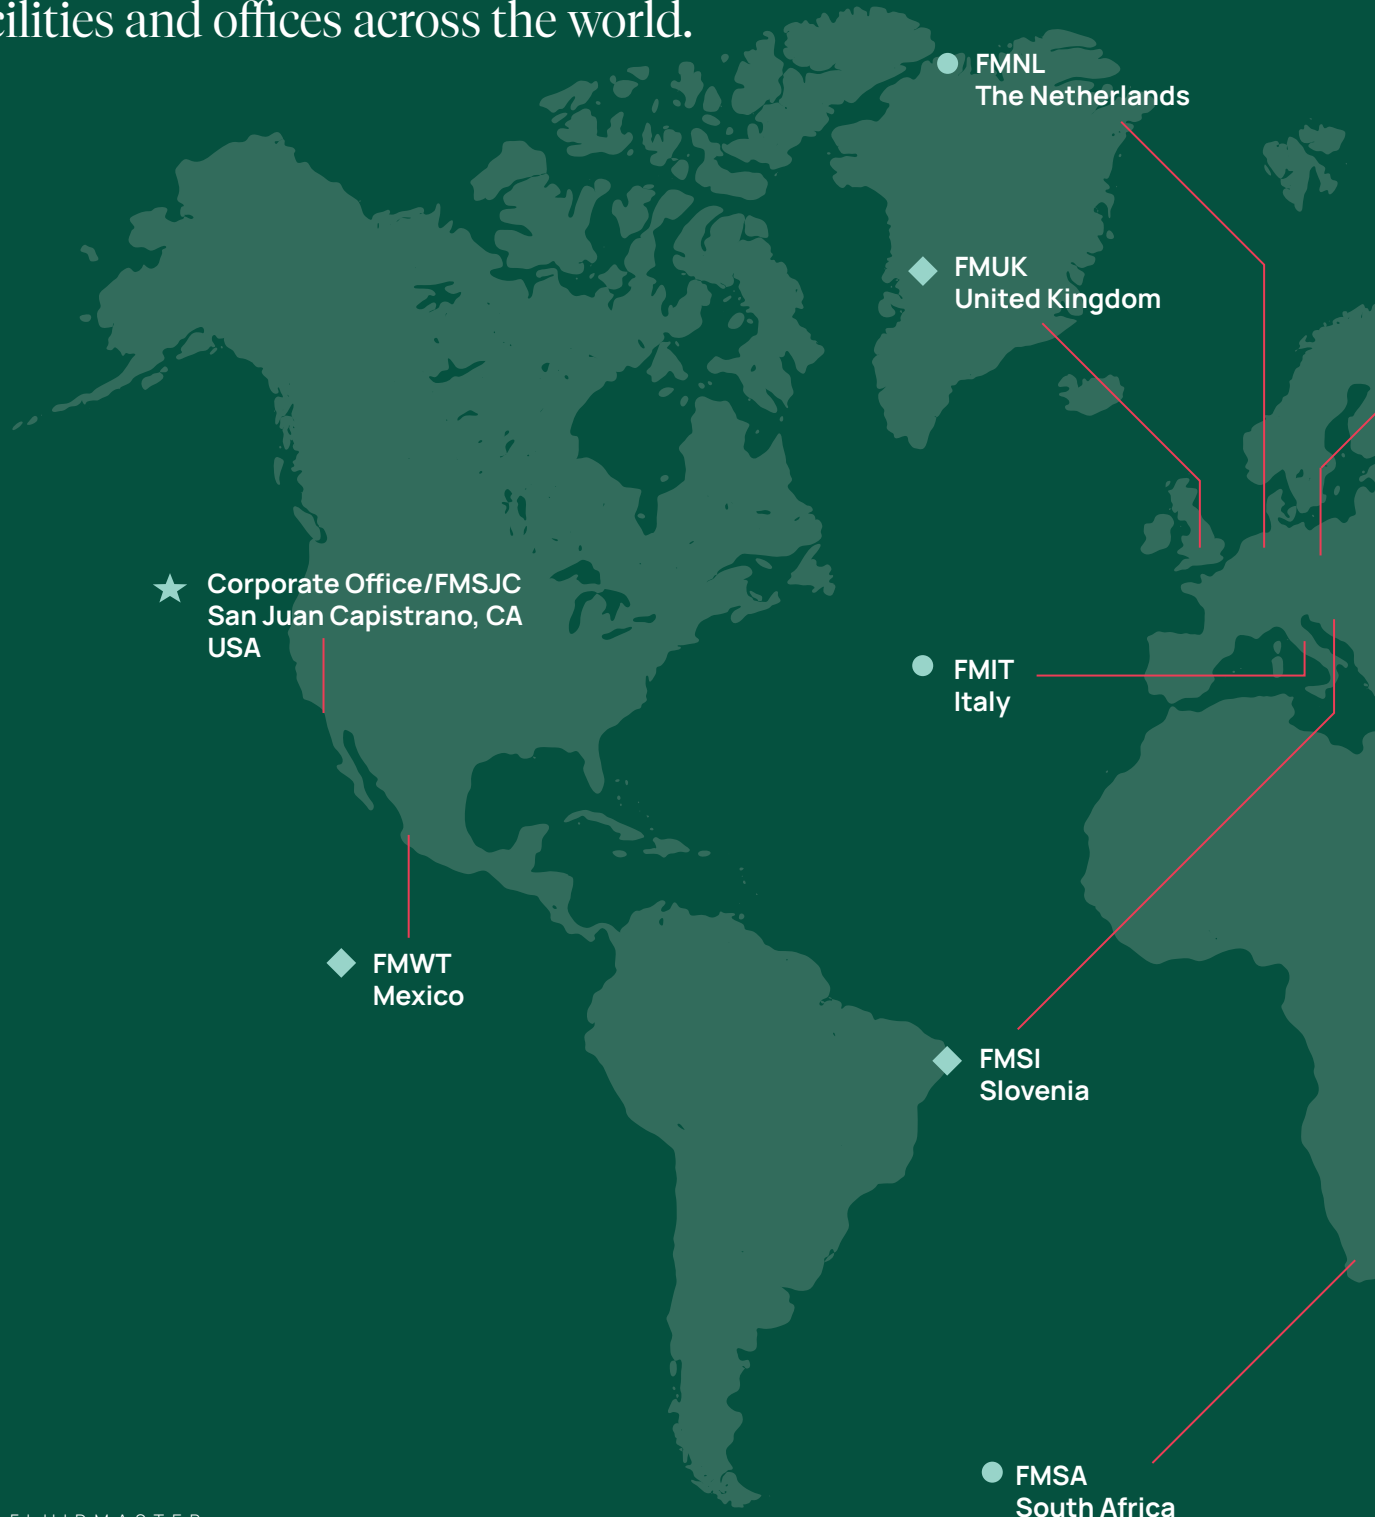 cilities and offices across the world.
FMNL
The Netherlands
FMUK
United Kingdom
Corporate Office/FMSJC
San Juan Capistrano, CA
USA
FMIT
Italy
FMWT
Mexico
FMSI
Slovenia
FMSA
South Africa
FLUIDMASTER